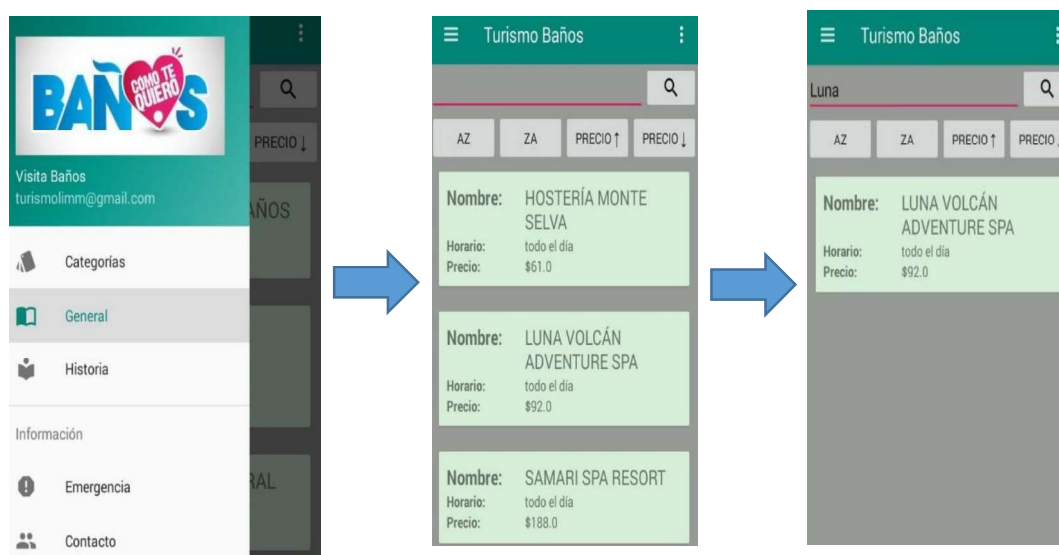 BAÑOS
CÓMO TE
QUIERO
Visita Baños
turismolimm@gmail.com
PRECIO ↓
AÑOS
Categorías
General
Historia
Información
RAL
Emergencia
Contacto
Turismo Baños
AZ
ZA
PRECIO ↑
PRECIO ↓
Nombre: HOSTERÍA MONTE
SELVA
Horario: todo el día
Precio: $61.0
Nombre: LUNA VOLCÁN
ADVENTURE SPA
Horario: todo el día
Precio: $92.0
Nombre: SAMARI SPA RESORT
Horario: todo el día
Precio: $188.0
Turismo Baños
Luna
AZ
ZA
PRECIO ↑
PRECIO ↓
Nombre: LUNA VOLCÁN
ADVENTURE SPA
Horario: todo el día
Precio: $92.0